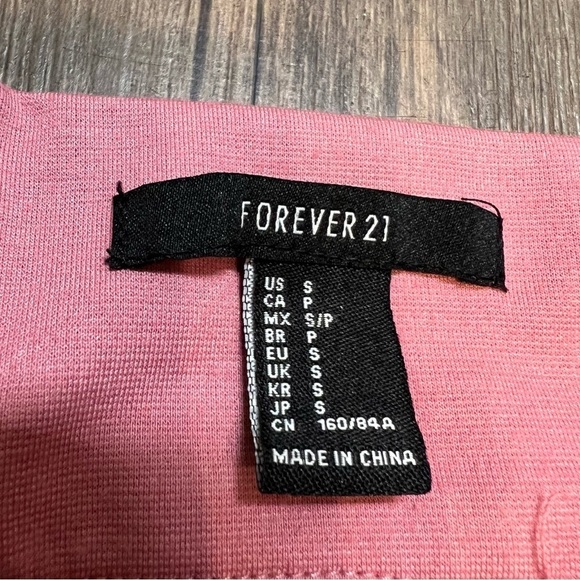 FOREVER 21
US S
CA P
MX S/P
BR P
EU S
UK S
KR S
JP S
CN 160/84A
MADE IN CHINA